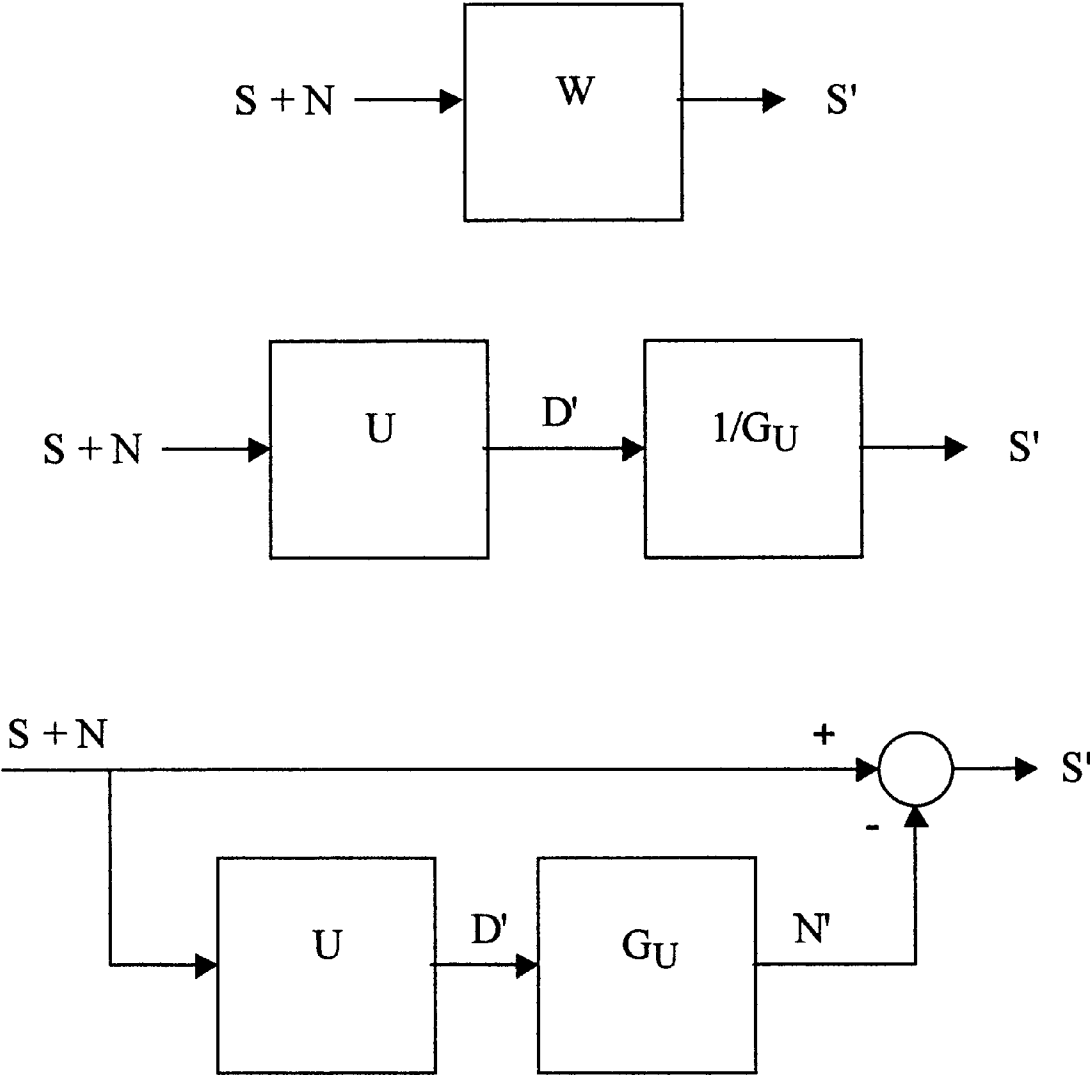 S + N W S'
S + N U D' 1/GU S'
S + N + S'
-
U D' GU N'